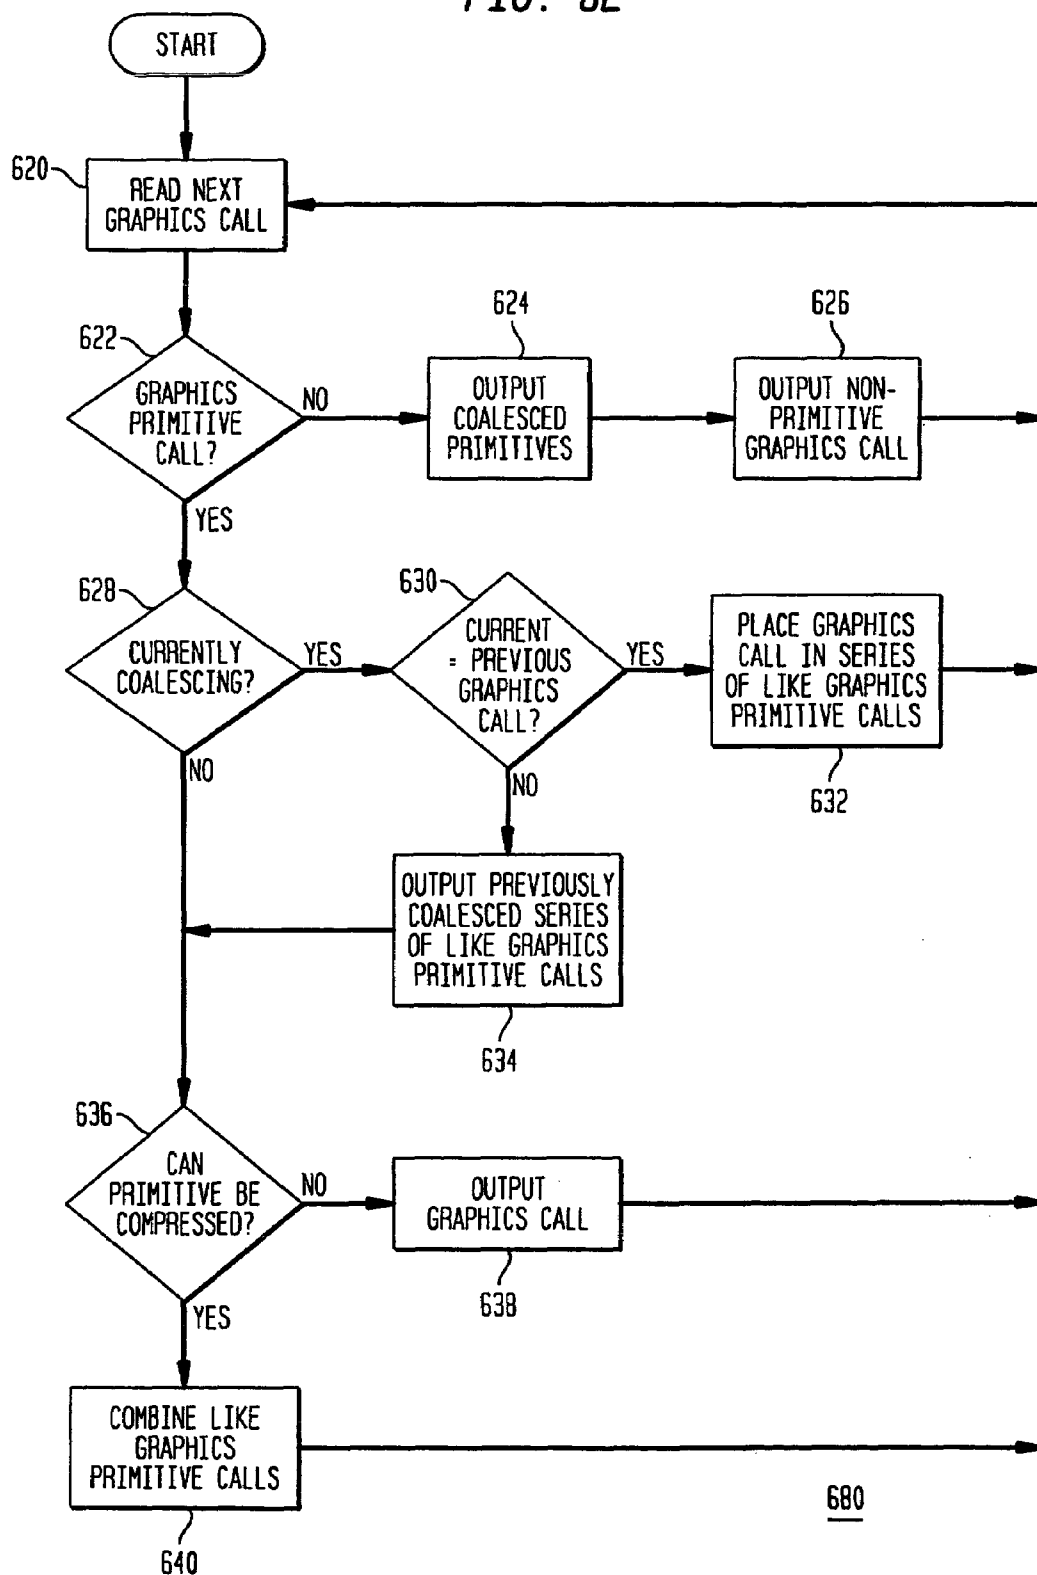 START
620
READ NEXT
GRAPHICS CALL
622
GRAPHICS
PRIMITIVE
CALL?
NO
YES
624
OUTPUT
COALESCED
PRIMITIVES
626
OUTPUT NON-
PRIMITIVE
GRAPHICS CALL
628
CURRENTLY
COALESCING?
YES
NO
630
CURRENT
= PREVIOUS
GRAPHICS
CALL?
YES
NO
PLACE GRAPHICS
CALL IN SERIES
OF LIKE GRAPHICS
PRIMITIVE CALLS
632
OUTPUT PREVIOUSLY
COALESCED SERIES
OF LIKE GRAPHICS
PRIMITIVE CALLS
634
636
CAN
PRIMITIVE BE
COMPRESSED?
NO
YES
OUTPUT
GRAPHICS CALL
638
COMBINE LIKE
GRAPHICS
PRIMITIVE CALLS
640
680